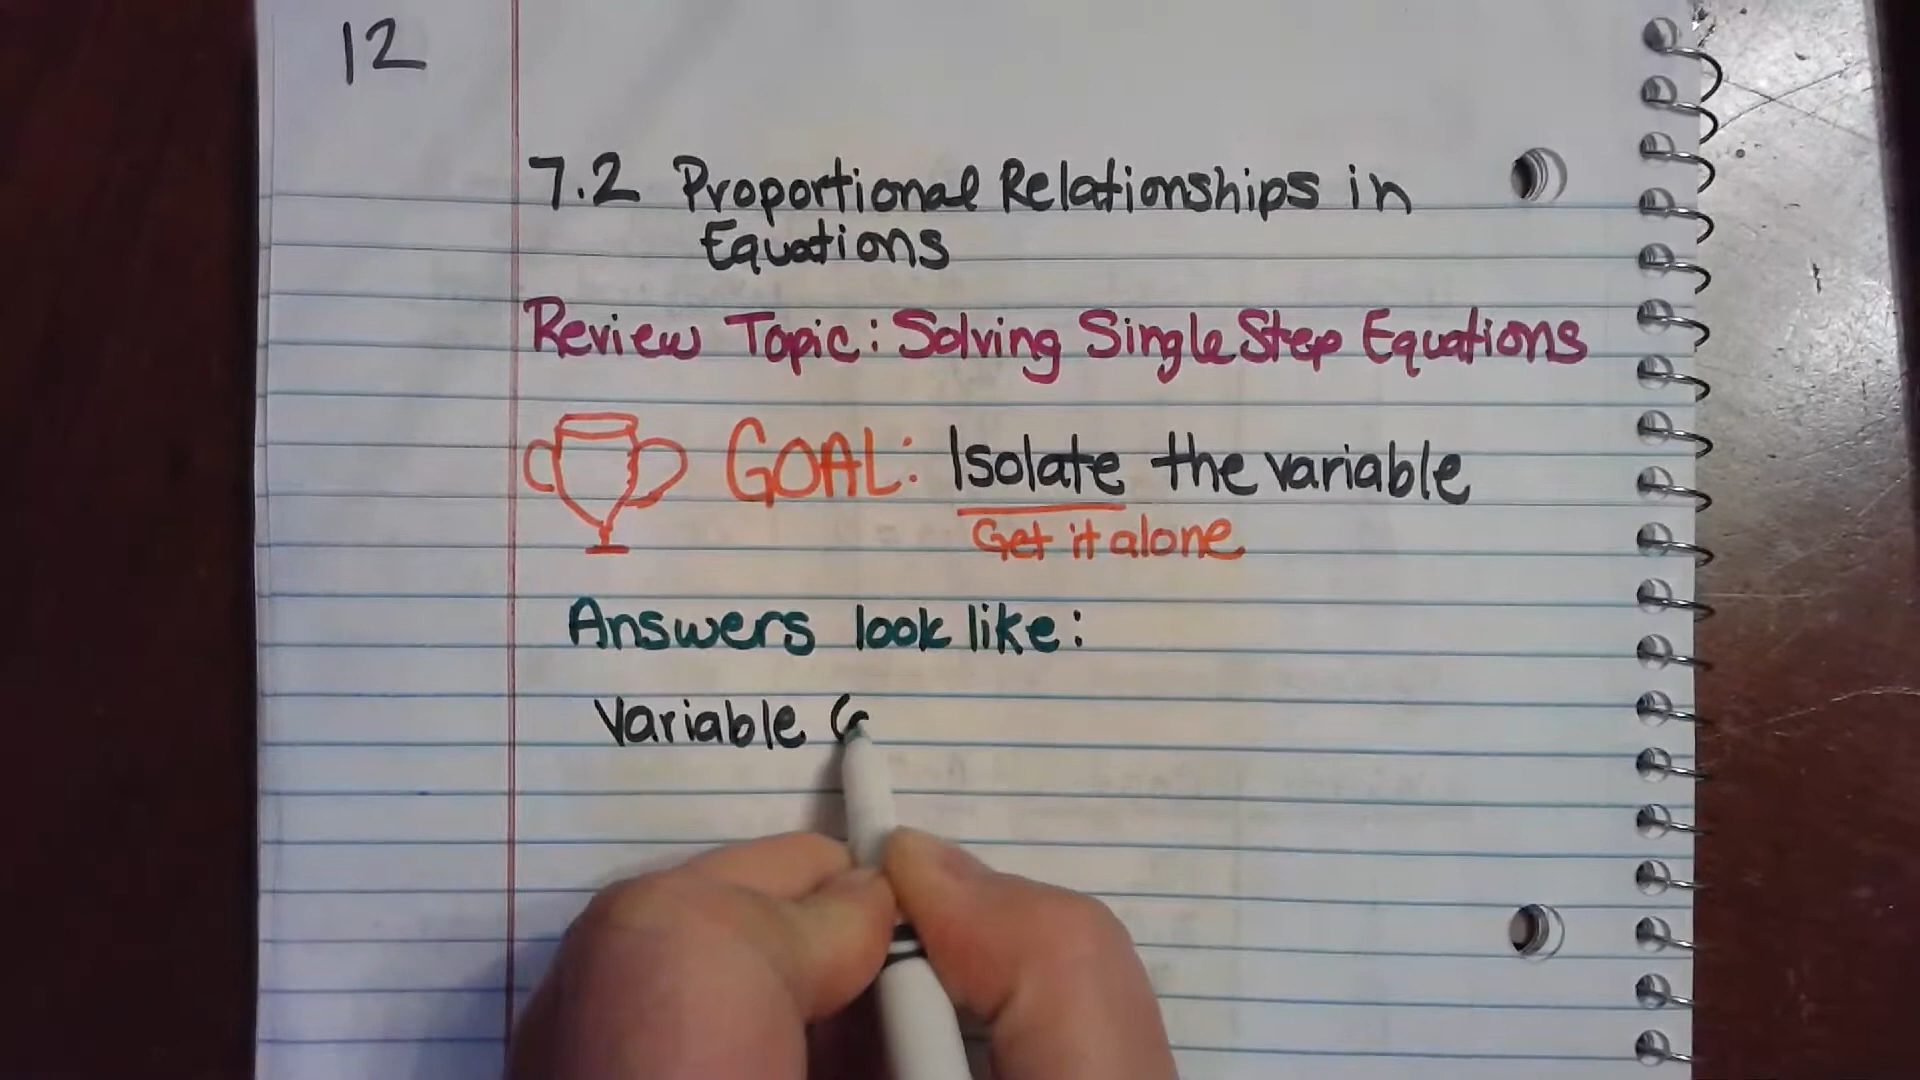 12
7.2 Proportional Relationships in
Equations
Review Topic: Solving Single Step Equations
GOAL: Isolate the variable
Get it alone
Answers look like:
Variable (